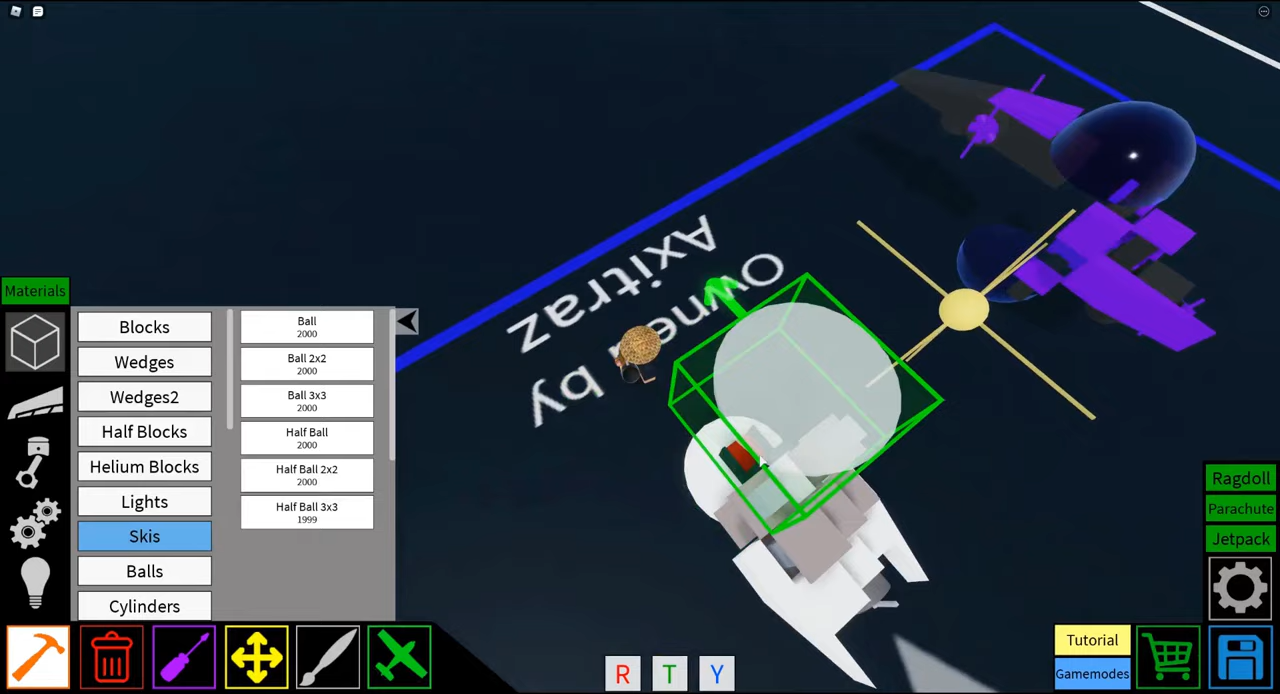 Owned by
Axitraz
Materials
Blocks
Wedges
Wedges2
Half Blocks
Helium Blocks
Lights
Skis
Balls
Cylinders
Ball
2000
Ball 2x2
2000
Ball 3x3
2000
Half Ball
2000
Half Ball 2x2
2000
Half Ball 3x3
1999
Ragdoll
Parachute
Jetpack
Tutorial
Gamemodes
R T Y